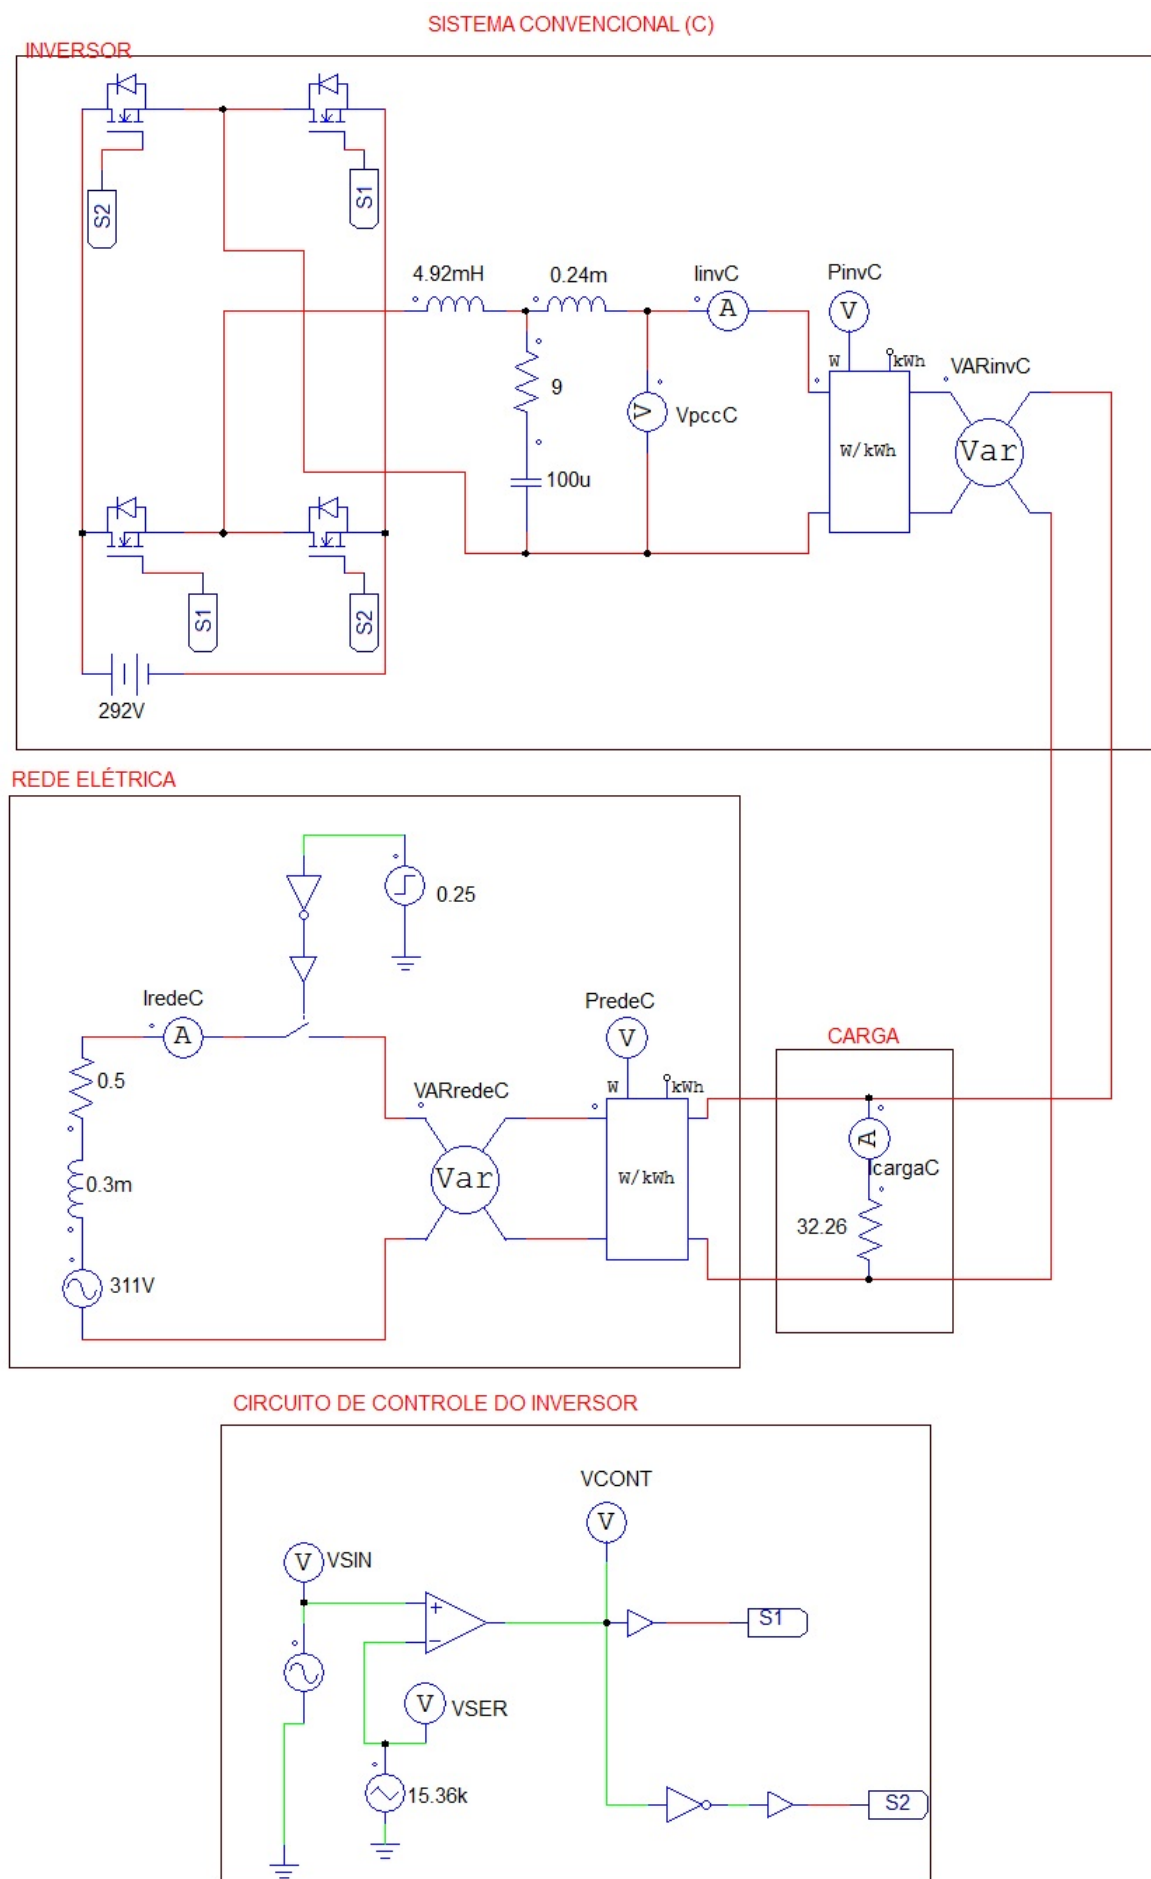 SISTEMA CONVENCIONAL (C)
INVERSOR
S2
S1
4.92mH
0.24m
IinvC
A
PinvC
V
W
kWh
VARinvC
9
V
VpccC
W/kWh
Var
100u
S1
S2
292V
REDE ELÉTRICA
0.25
IredeC
A
PredeC
V
CARGA
0.5
VARredeC
W
kWh
A
IcargaC
0.3m
Var
W/kWh
32.26
311V
CIRCUITO DE CONTROLE DO INVERSOR
VCONT
V
V
VSIN
+
S1
−
V
VSER
15.36k
S2